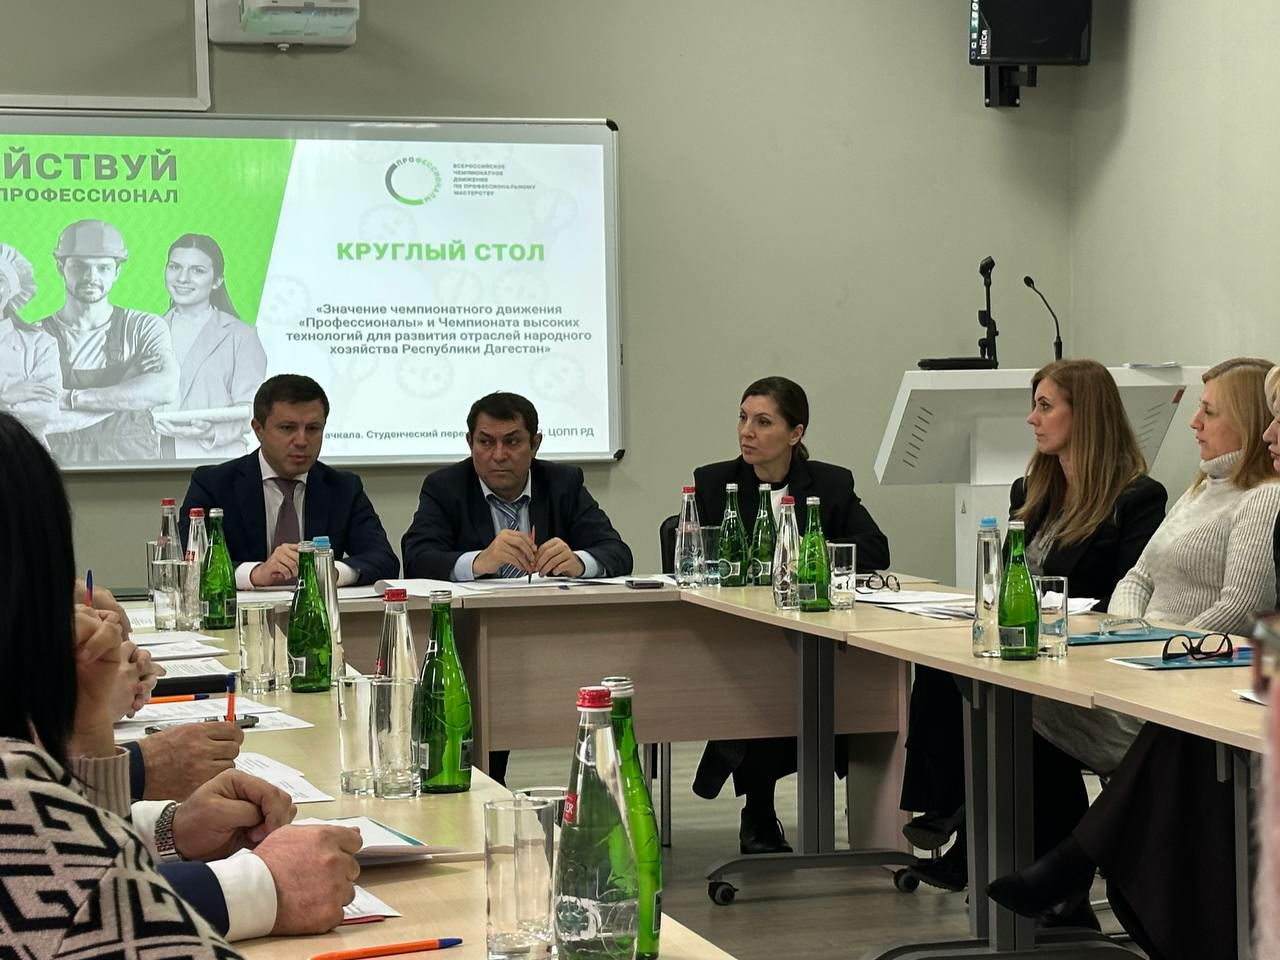 ЙСТВУЙ
ПРОФЕССИОНАЛ
ПРОФЕССИОНАЛЫ
ВСЕРОССИЙСКОЕ
ЧЕМПИОНАТНОЕ
ДВИЖЕНИЕ
ПО ПРОФЕССИОНАЛЬНОМУ
МАСТЕРСТВУ
КРУГЛЫЙ СТОЛ
«Значение чемпионатного движения
«Профессионалы» и Чемпионата высоких
технологий для развития отраслей народного
хозяйства Республики Дагестан»
ачкала. Студенческий пере , ЦОПП РД
UNICA